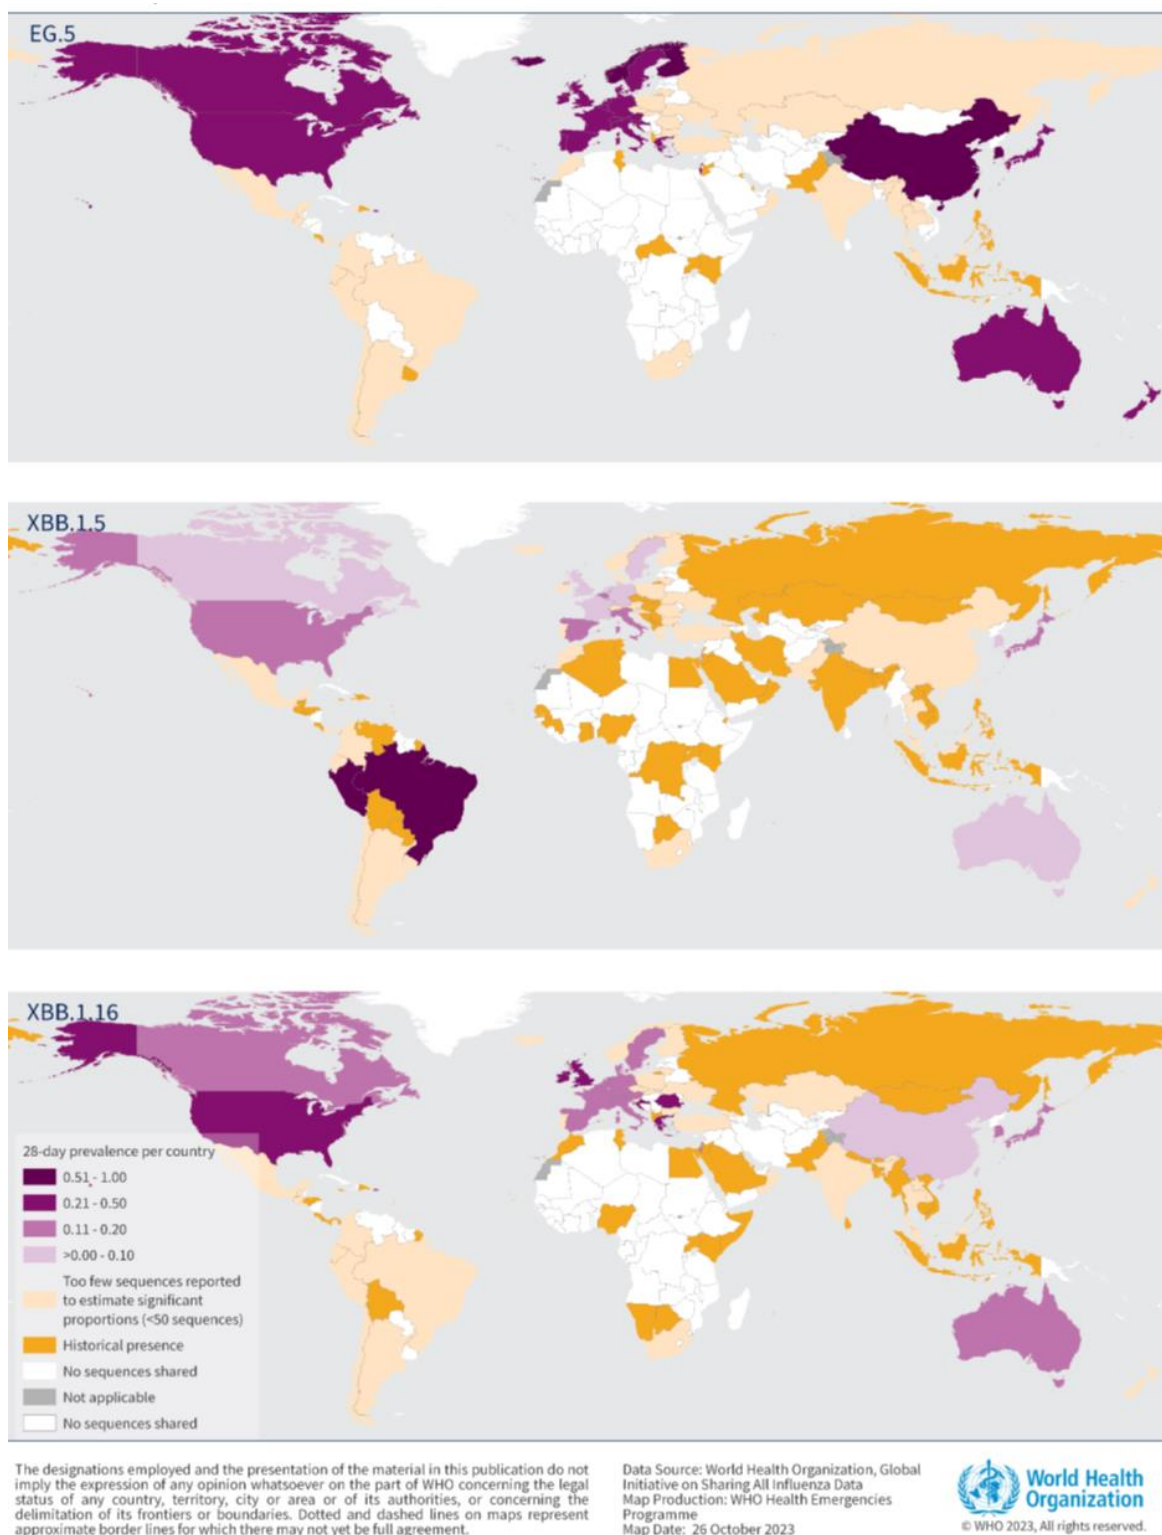 EG.5
XBB.1.5
XBB.1.16
28-day prevalence per country
0.51 - 1.00
0.21 - 0.50
0.11 - 0.20
>0.00 - 0.10
Too few sequences reported
to estimate significant
proportions (<50 sequences)
Historical presence
No sequences shared
Not applicable
No sequences shared
The designations employed and the presentation of the material in this publication do not
imply the expression of any opinion whatsoever on the part of WHO concerning the legal
status of any country, territory, city or area or of its authorities, or concerning the
delimitation of its frontiers or boundaries. Dotted and dashed lines on maps represent
approximate border lines for which there may not yet be full agreement.
Data Source: World Health Organization, Global
Initiative on Sharing All Influenza Data
Map Production: WHO Health Emergencies
Programme
Map Date: 26 October 2023
World Health
Organization
© WHO 2023, All rights reserved.